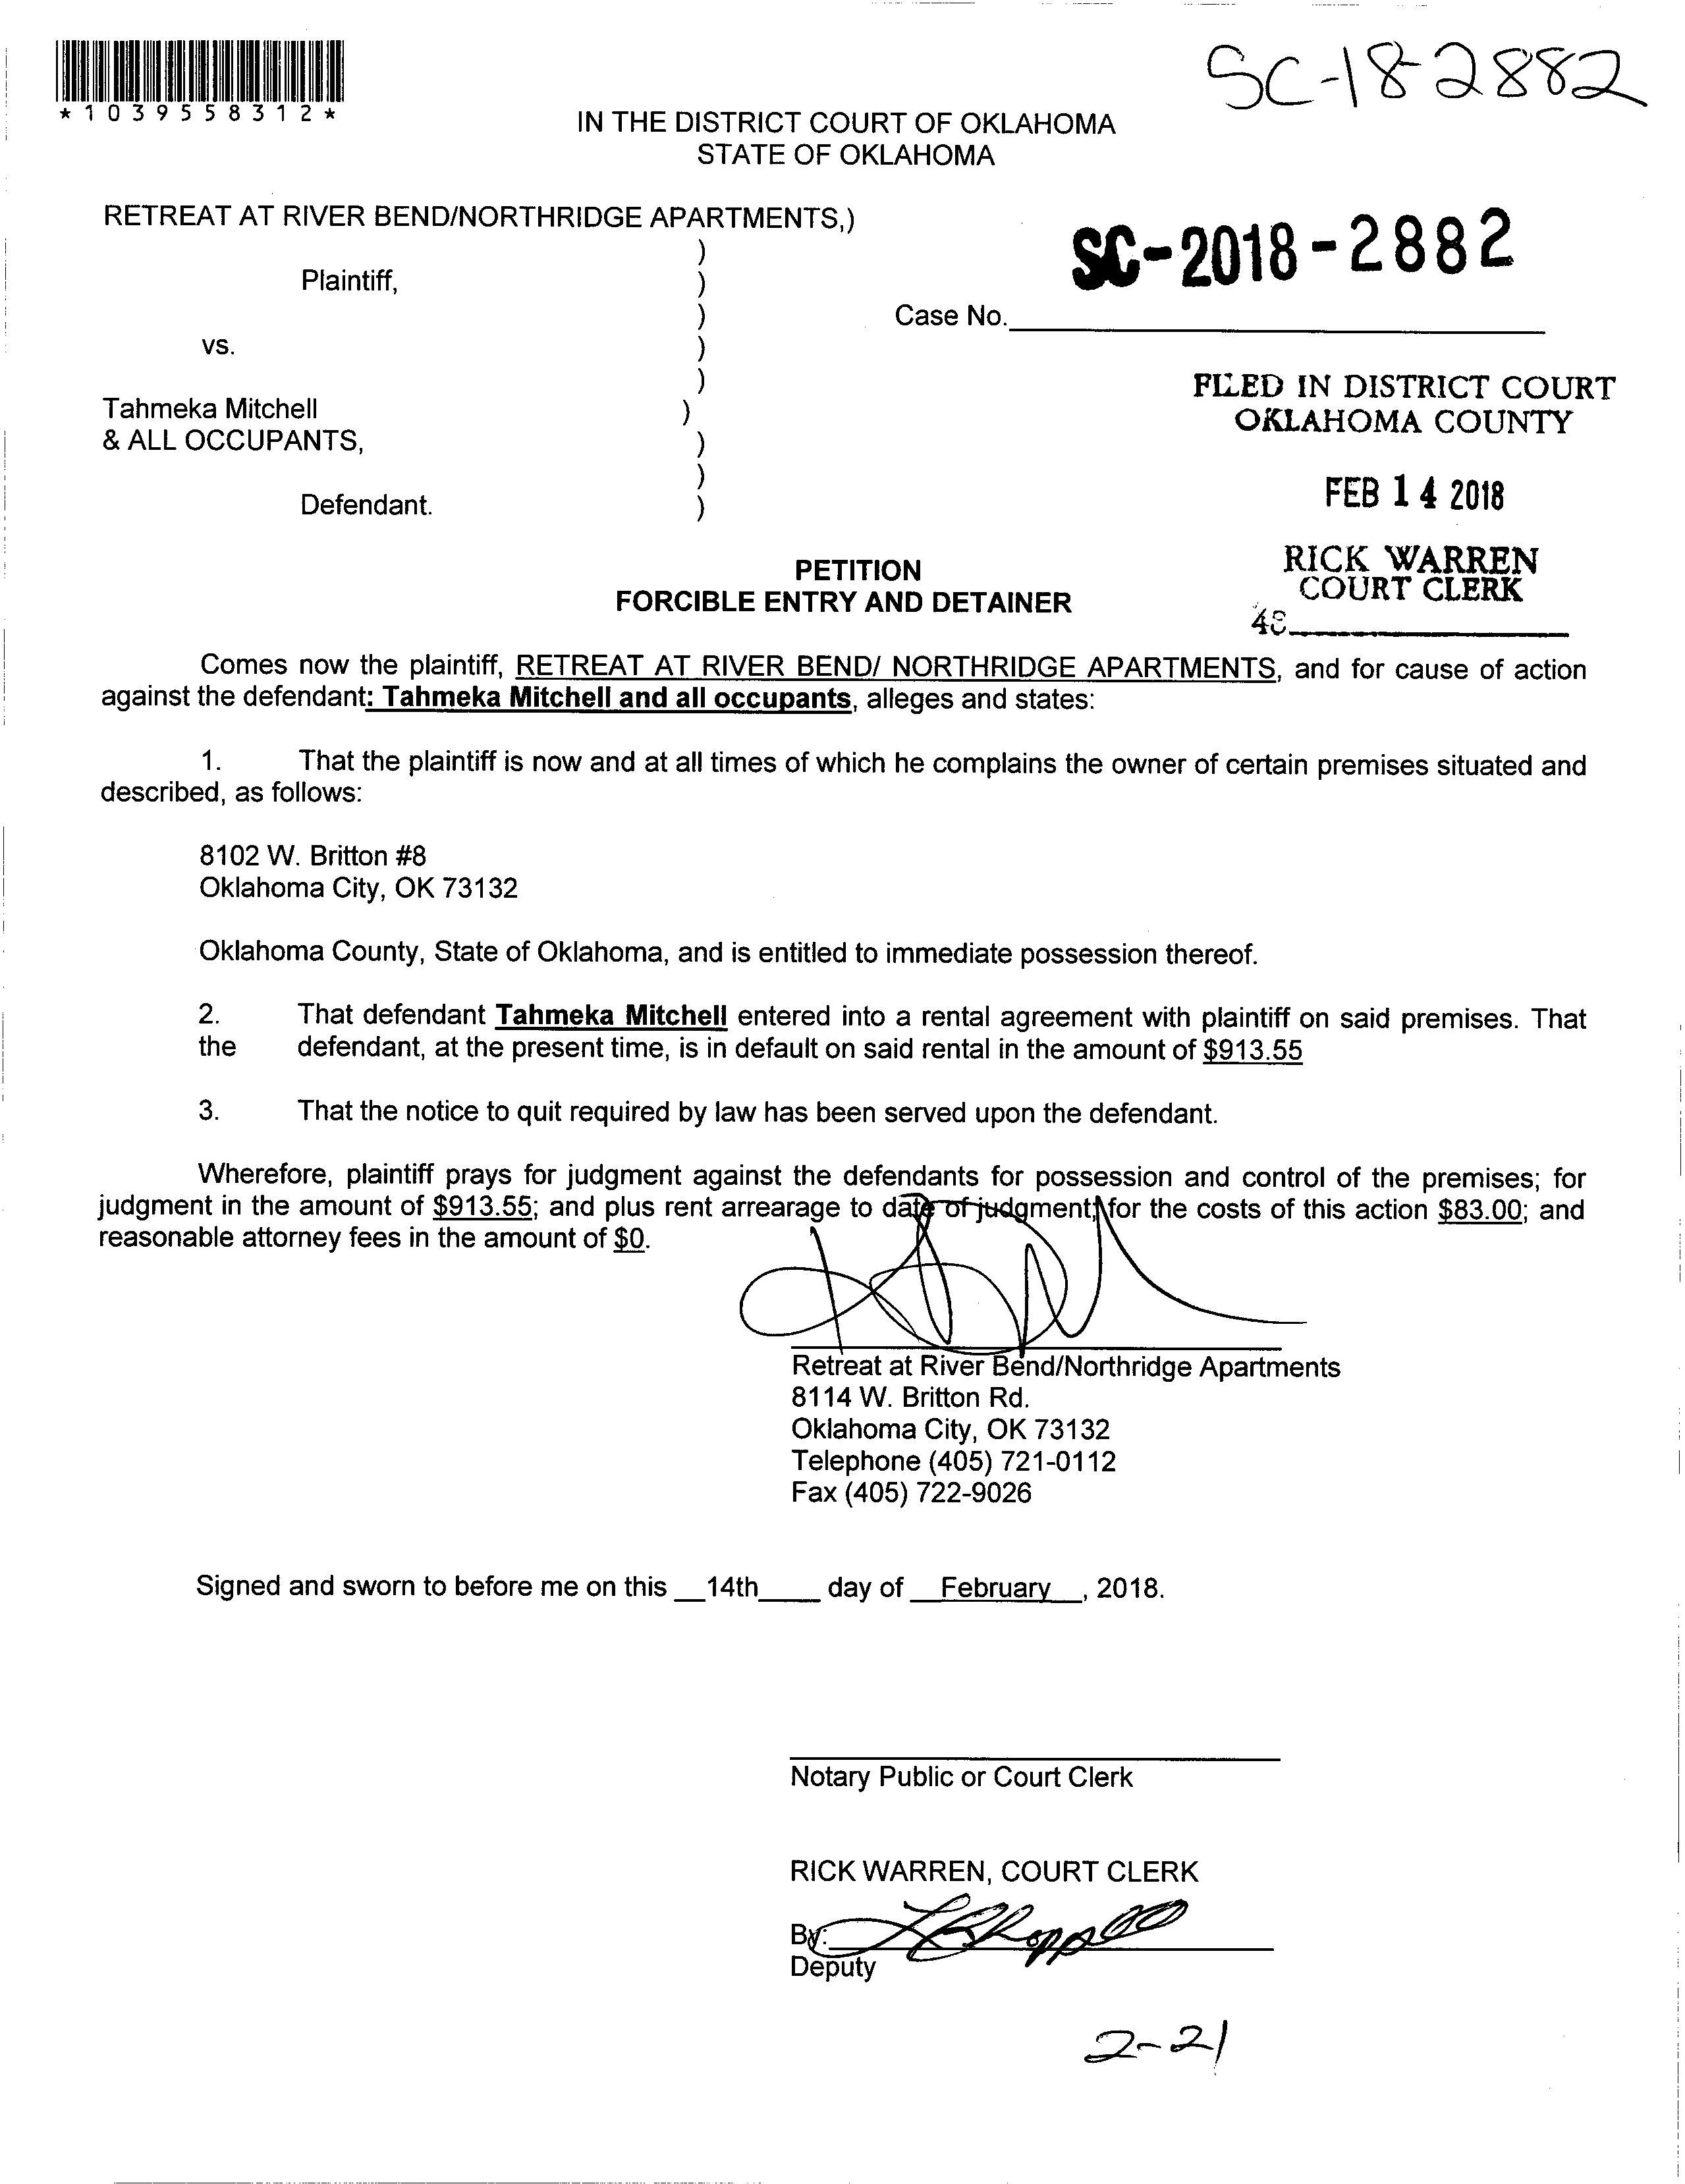 SC-18-2882
*1039558312*
IN THE DISTRICT COURT OF OKLAHOMA
STATE OF OKLAHOMA
RETREAT AT RIVER BEND/NORTHRIDGE APARTMENTS,)
)
Plaintiff, )
)
vs. )
)
Tahmeka Mitchell )
& ALL OCCUPANTS, )
)
Defendant. )
SC-2018-2882
Case No.
FILED IN DISTRICT COURT
OKLAHOMA COUNTY
FEB 14 2018
RICK WARREN
COURT CLERK
PETITION
FORCIBLE ENTRY AND DETAINER
Comes now the plaintiff, RETREAT AT RIVER BEND/ NORTHRIDGE APARTMENTS, and for cause of action
against the defendant: Tahmeka Mitchell and all occupants, alleges and states:
1. That the plaintiff is now and at all times of which he complains the owner of certain premises situated and
described, as follows:
8102 W. Britton #8
Oklahoma City, OK 73132
Oklahoma County, State of Oklahoma, and is entitled to immediate possession thereof.
2. That defendant Tahmeka Mitchell entered into a rental agreement with plaintiff on said premises. That
the defendant, at the present time, is in default on said rental in the amount of $913.55
3. That the notice to quit required by law has been served upon the defendant.
Wherefore, plaintiff prays for judgment against the defendants for possession and control of the premises; for
judgment in the amount of $913.55; and plus rent arrearage to date of judgment; for the costs of this action $83.00; and
reasonable attorney fees in the amount of $0.
Retreat at River Bend/Northridge Apartments
8114 W. Britton Rd.
Oklahoma City, OK 73132
Telephone (405) 721-0112
Fax (405) 722-9026
Signed and sworn to before me on this __14th____ day of __February__, 2018.
Notary Public or Court Clerk
RICK WARREN, COURT CLERK
By:
Deputy
2-21